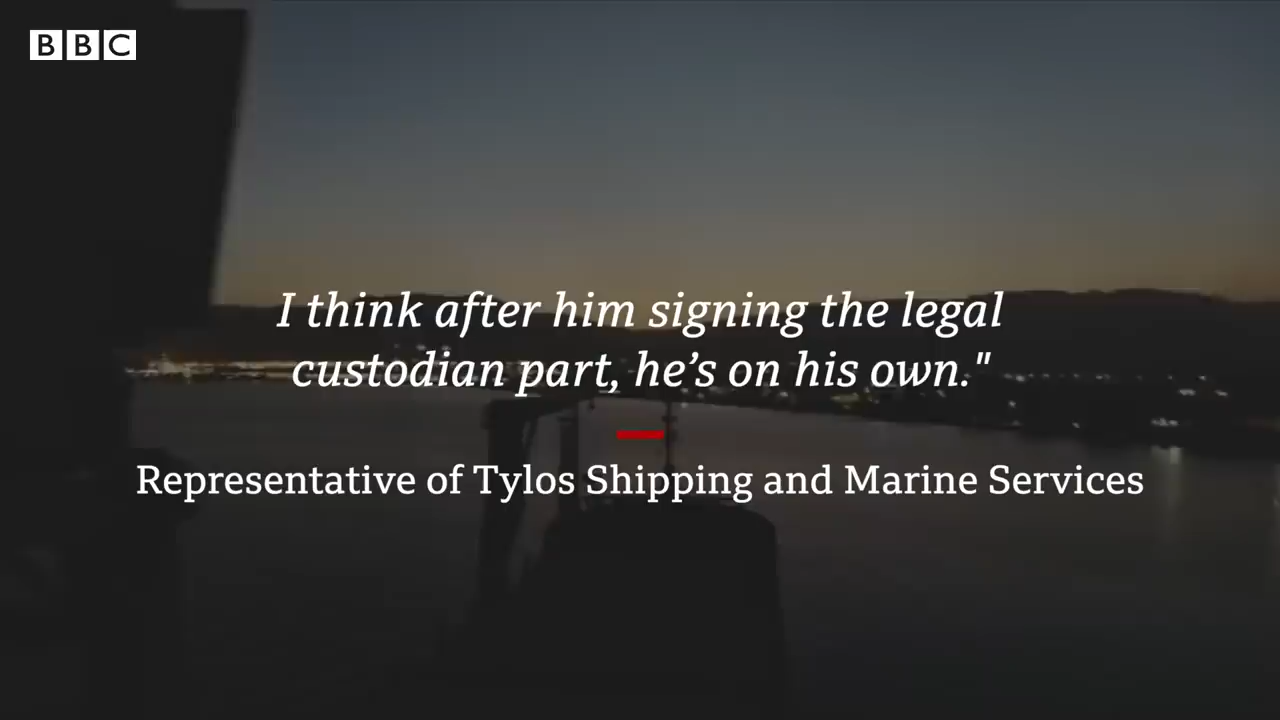 BBC
I think after him signing the legal
custodian part, he’s on his own."
Representative of Tylos Shipping and Marine Services